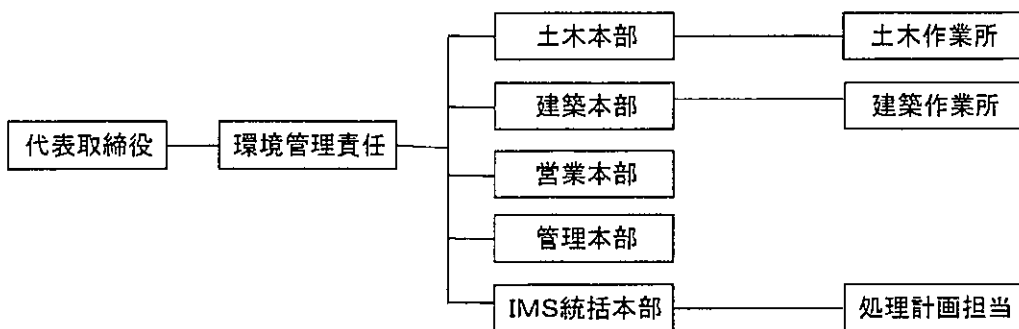 土木本部
土木作業所
建築本部
建築作業所
代表取締役
環境管理責任
営業本部
管理本部
IMS統括本部
処理計画担当